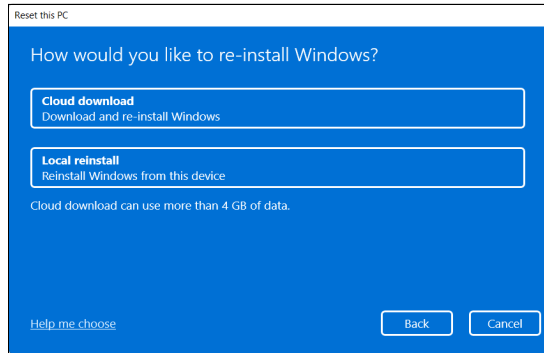 Reset this PC
How would you like to re-install Windows?
Cloud download
Download and re-install Windows
Local reinstall
Reinstall Windows from this device
Cloud download can use more than 4 GB of data.
Help me choose
Back
Cancel